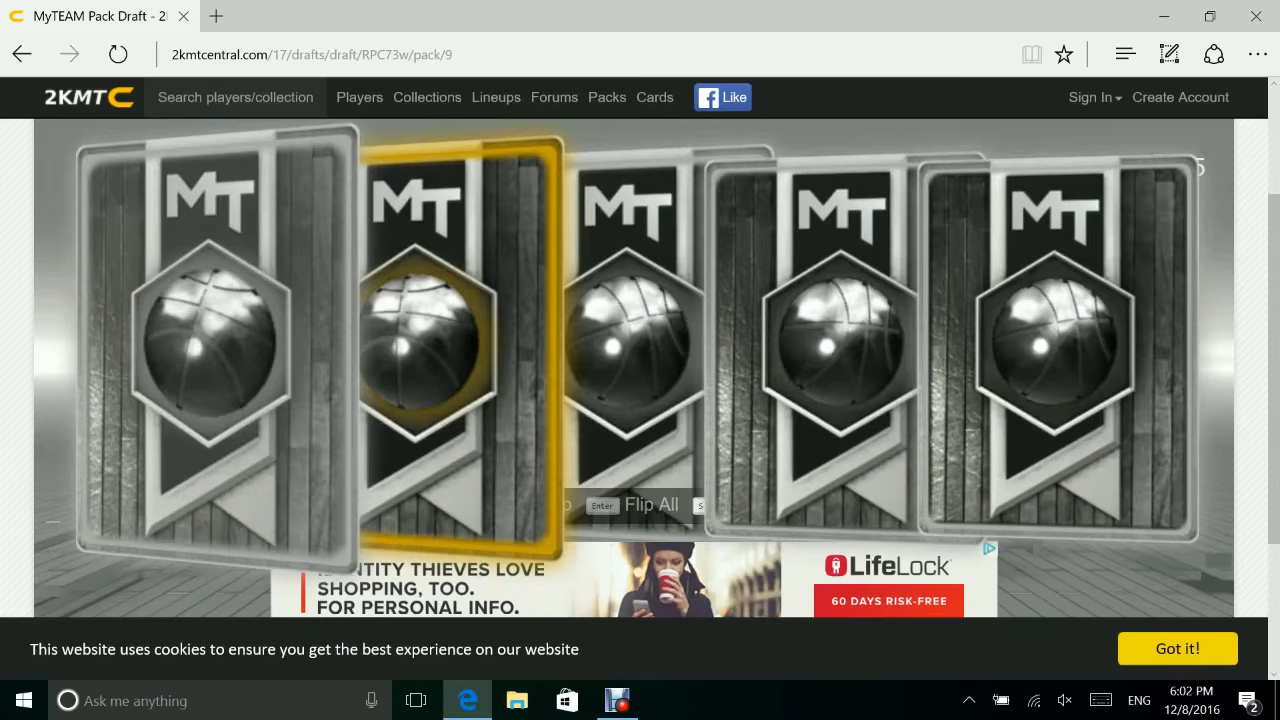 MyTEAM Pack Draft - 2
2kmtcentral.com/17/drafts/draft/RPC73w/pack/9
2KMTC Search players/collection Players Collections Lineups Forums Packs Cards Like Sign In Create Account
5
MT MT MT MT MT
Enter Flip All S
IDENTITY THIEVES LOVE
SHOPPING, TOO.
FOR PERSONAL INFO.
LIFELOCK
60 DAYS RISK-FREE
This website uses cookies to ensure you get the best experience on our website Got it!
Ask me anything
ENG
6:02 PM
12/8/2016
2